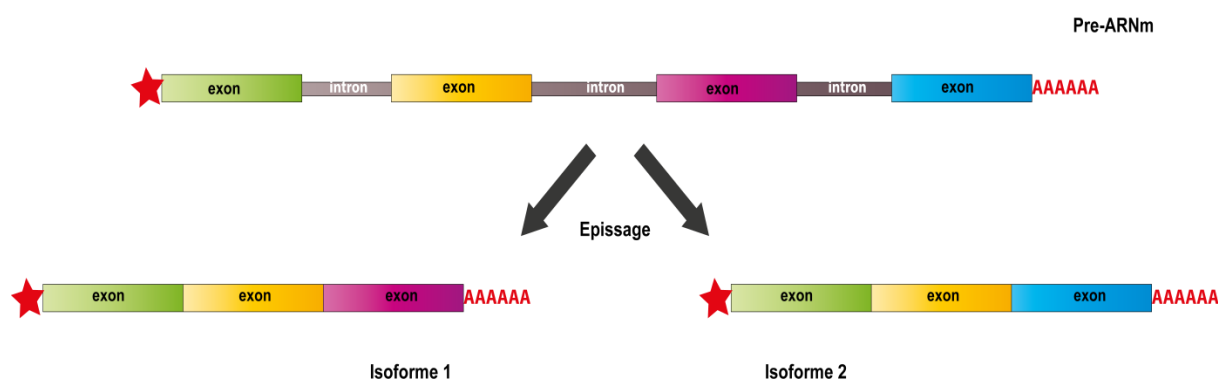 Pre-ARNm
exon intron exon intron exon intron exon AAAAAA
Epissage
exon exon exon AAAAAA
exon exon exon AAAAAA
Isoforme 1
Isoforme 2